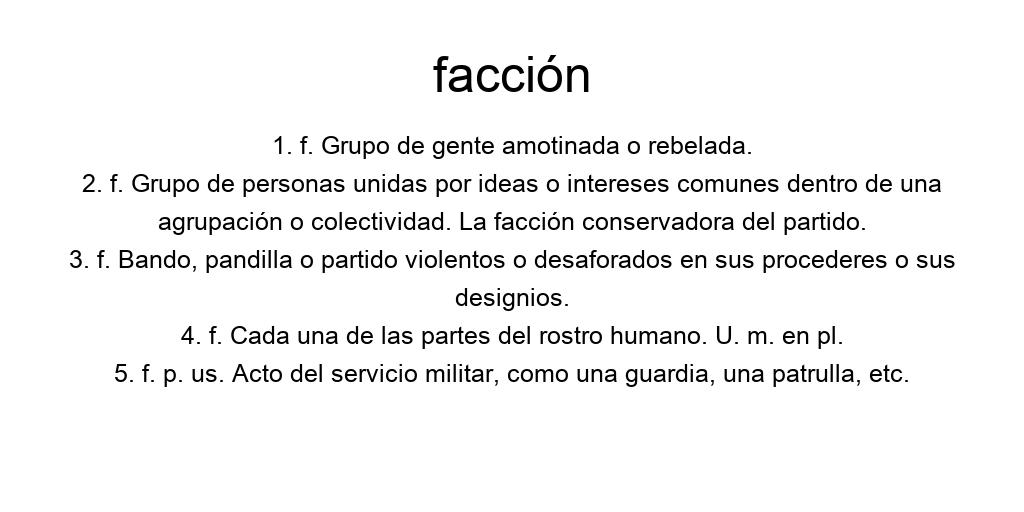 facción
1. f. Grupo de gente amotinada o rebelada.
2. f. Grupo de personas unidas por ideas o intereses comunes dentro de una
agrupación o colectividad. La facción conservadora del partido.
3. f. Bando, pandilla o partido violentos o desaforados en sus procederes o sus
designios.
4. f. Cada una de las partes del rostro humano. U. m. en pl.
5. f. p. us. Acto del servicio militar, como una guardia, una patrulla, etc.